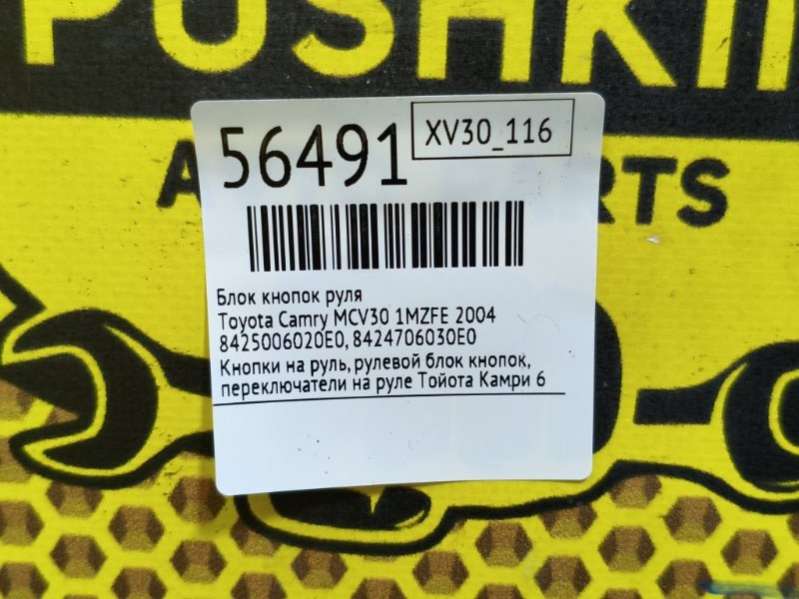 PUSHKI
A RTS
56491
XV30_116
Блок кнопок руля
Toyota Camry MCV30 1MZFE 2004
8425006020E0, 8424706030E0
Кнопки на руль, рулевой блок кнопок,
переключатели на руле Тойота Камри 6